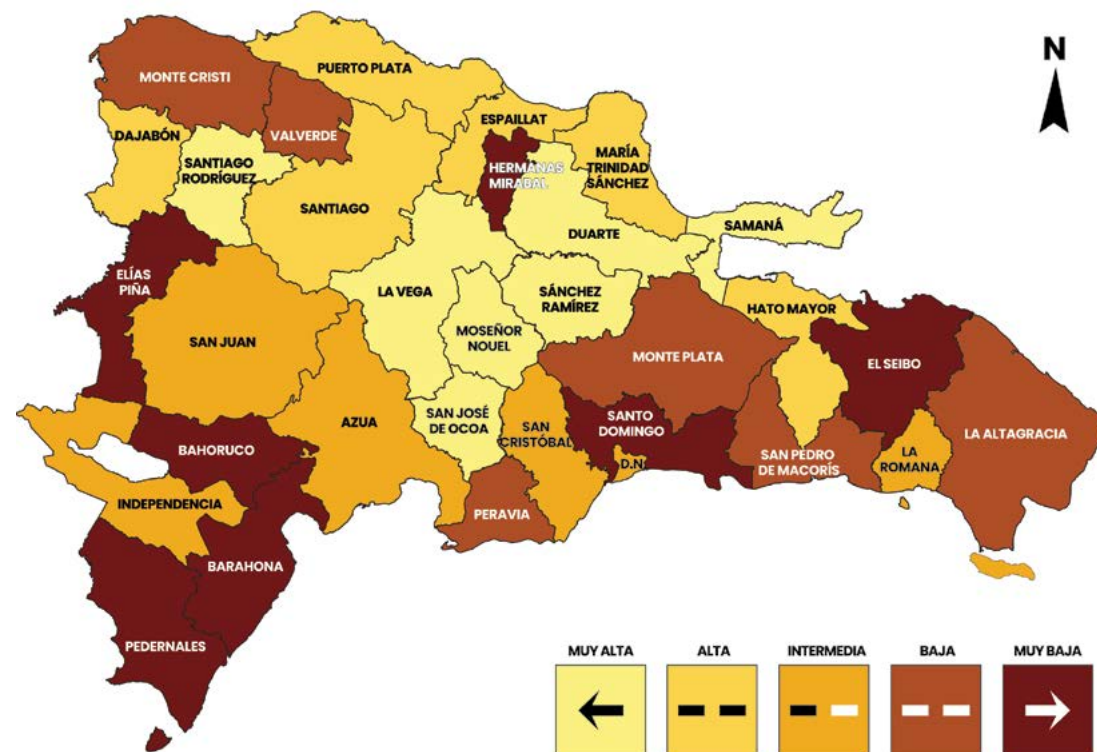 N
PUERTO PLATA
MONTE CRISTI
ESPAILLAT
DAJABÓN
VALVERDE
SANTIAGO
RODRÍGUEZ
HERMANAS
MIRABAL
MARÍA
TRINIDAD
SÁNCHEZ
SANTIAGO
SAMANÁ
DUARTE
ELÍAS
PIÑA
LA VEGA
SÁNCHEZ
RAMÍREZ
HATO MAYOR
MOSEÑOR
NOUEL
SAN JUAN
MONTE PLATA
EL SEIBO
SAN JOSÉ
DE OCOA
AZUA
SAN
CRISTÓBAL
SANTO
DOMINGO
LA ALTAGRACIA
BAHORUCO
D.N
SAN PEDRO
DE MACORÍS
LA
ROMANA
INDEPENDENCIA
PERAVIA
BARAHONA
PEDERNALES
MUY ALTA
ALTA
INTERMEDIA
BAJA
MUY BAJA